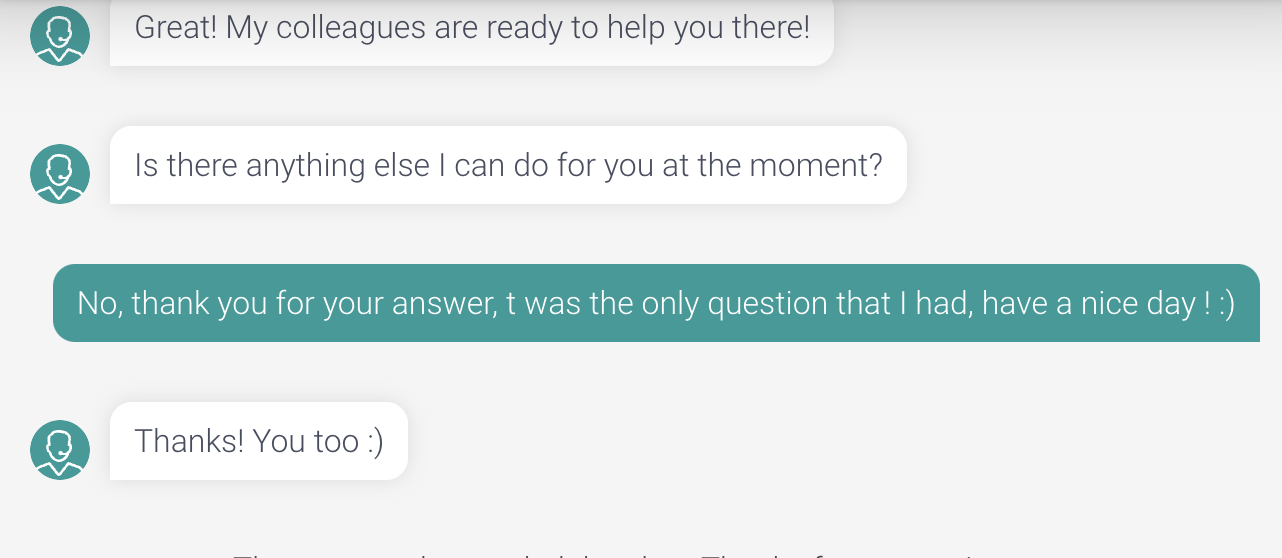 Great! My colleagues are ready to help you there!
Is there anything else I can do for you at the moment?
No, thank you for your answer, t was the only question that I had, have a nice day ! :)
Thanks! You too :)